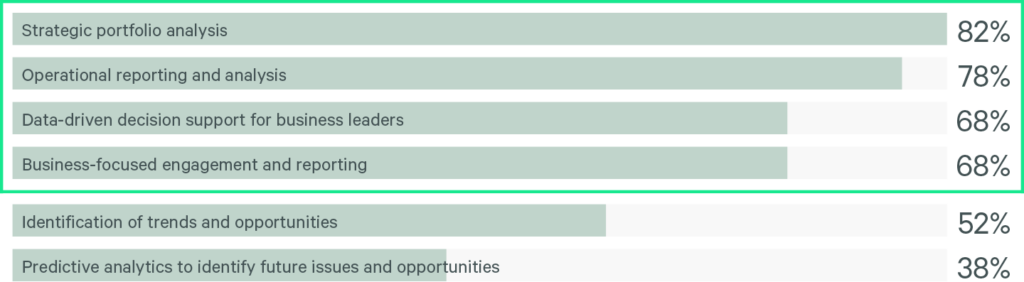 Strategic portfolio analysis 82%
Operational reporting and analysis 78%
Data-driven decision support for business leaders 68%
Business-focused engagement and reporting 68%
Identification of trends and opportunities 52%
Predictive analytics to identify future issues and opportunities 38%